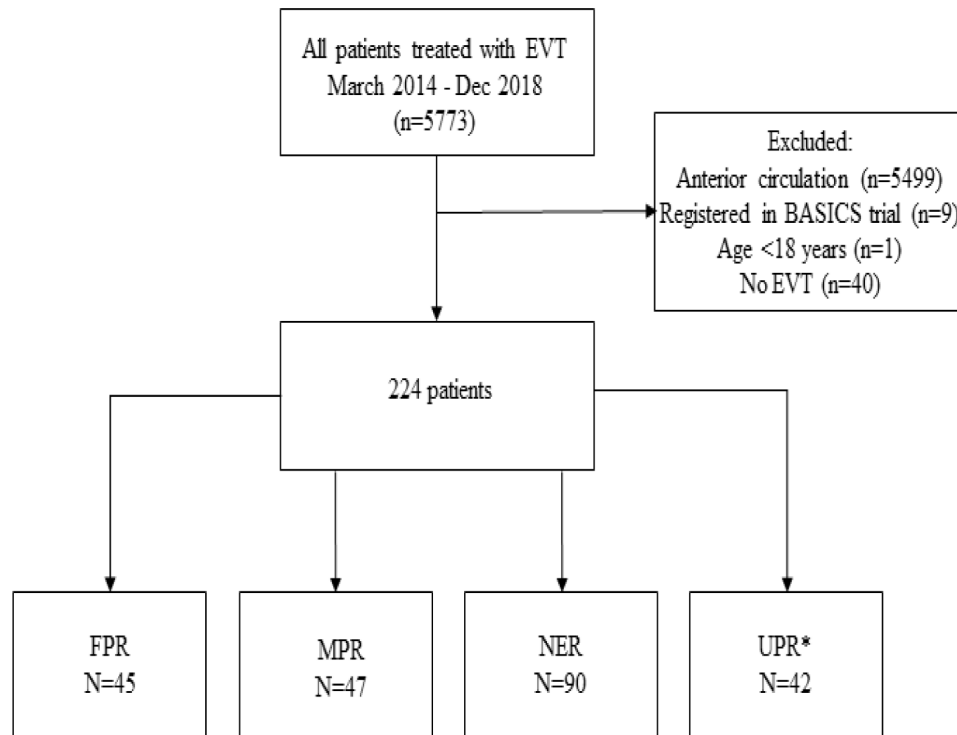 All patients treated with EVT
March 2014 - Dec 2018
(n=5773)
Excluded:
Anterior circulation (n=5499)
Registered in BASICS trial (n=9)
Age <18 years (n=1)
No EVT (n=40)
224 patients
FPR
N=45
MPR
N=47
NER
N=90
UPR*
N=42